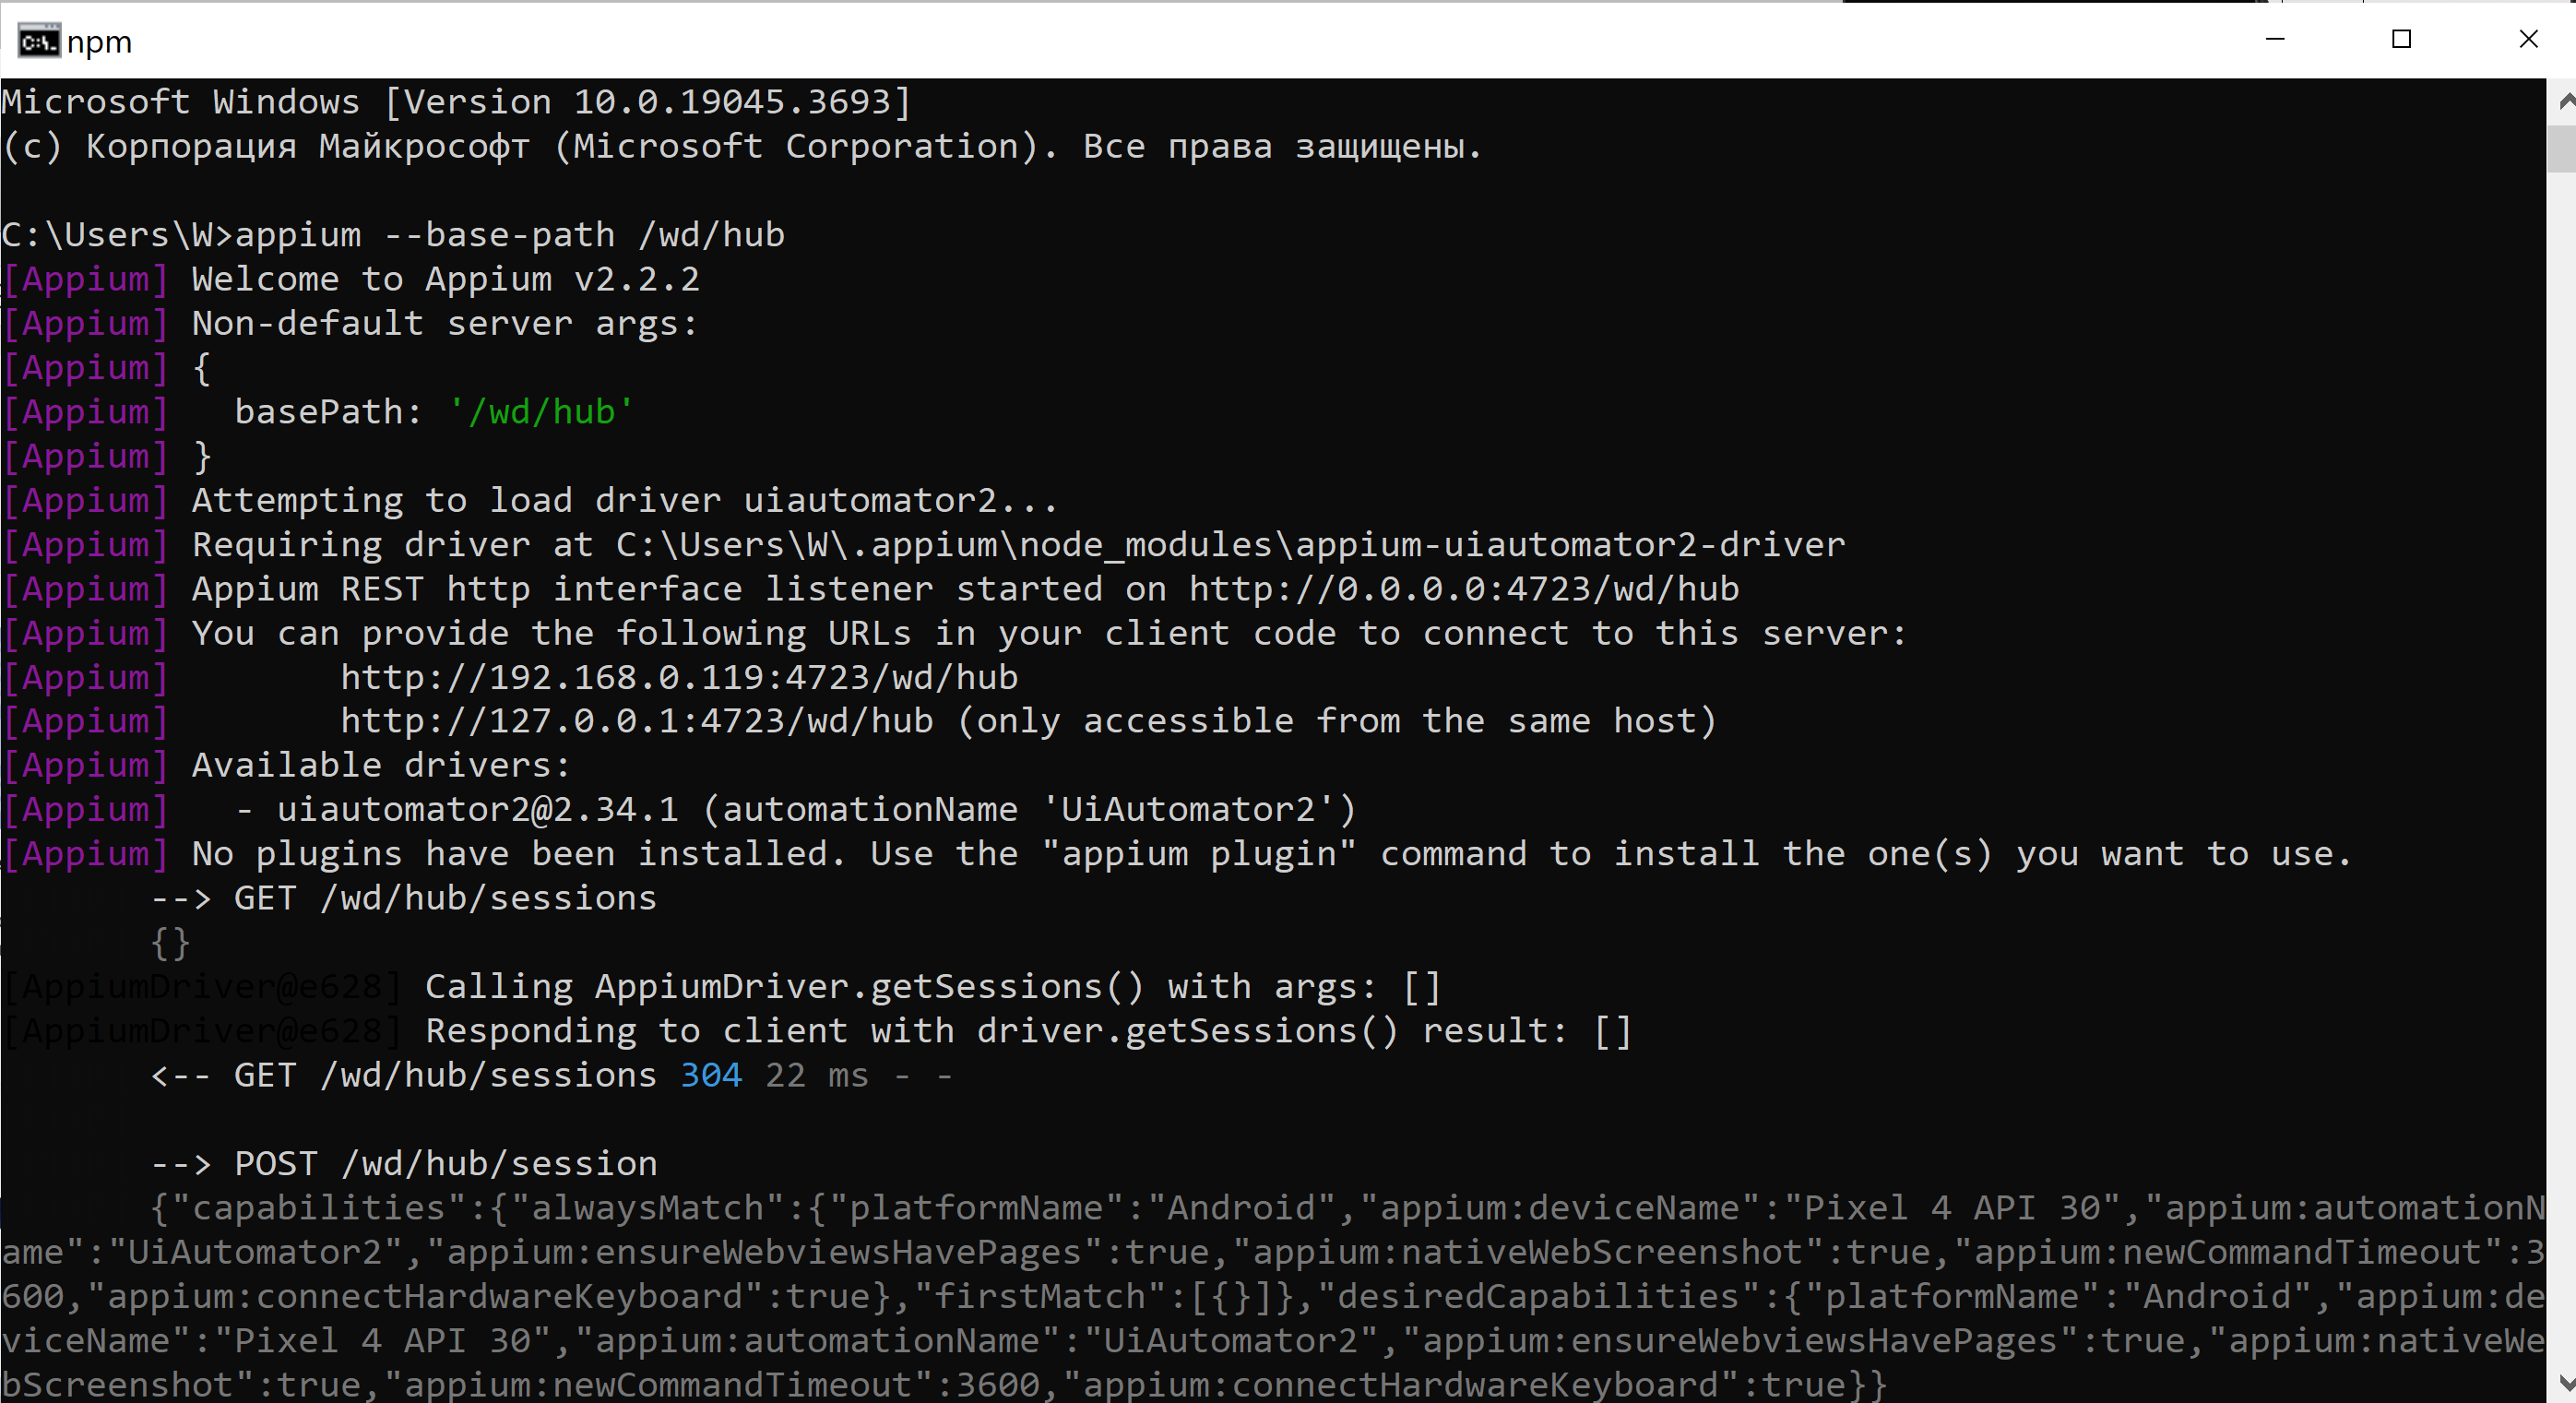 npm
Microsoft Windows [Version 10.0.19045.3693]
(c) Корпорация Майкрософт (Microsoft Corporation). Все права защищены.
C:\Users\W>appium --base-path /wd/hub
[Appium] Welcome to Appium v2.2.2
[Appium] Non-default server args:
[Appium] {
[Appium]   basePath: '/wd/hub'
[Appium] }
[Appium] Attempting to load driver uiautomator2...
[Appium] Requiring driver at C:\Users\W\.appium\node_modules\appium-uiautomator2-driver
[Appium] Appium REST http interface listener started on http://0.0.0.0:4723/wd/hub
[Appium] You can provide the following URLs in your client code to connect to this server:
[Appium]        http://192.168.0.119:4723/wd/hub
[Appium]        http://127.0.0.1:4723/wd/hub (only accessible from the same host)
[Appium] Available drivers:
[Appium]   - uiautomator2@2.34.1 (automationName 'UiAutomator2')
[Appium] No plugins have been installed. Use the "appium plugin" command to install the one(s) you want to use.
--> GET /wd/hub/sessions
{}
[AppiumDriver@e628] Calling AppiumDriver.getSessions() with args: []
[AppiumDriver@e628] Responding to client with driver.getSessions() result: []
<-- GET /wd/hub/sessions 304 22 ms - -
--> POST /wd/hub/session
{"capabilities":{"alwaysMatch":{"platformName":"Android","appium:deviceName":"Pixel 4 API 30","appium:automationN
ame":"UiAutomator2","appium:ensureWebviewsHavePages":true,"appium:nativeWebScreenshot":true,"appium:newCommandTimeout":3
600,"appium:connectHardwareKeyboard":true},"firstMatch":[{}]},"desiredCapabilities":{"platformName":"Android","appium:de
viceName":"Pixel 4 API 30","appium:automationName":"UiAutomator2","appium:ensureWebviewsHavePages":true,"appium:nativeWe
bScreenshot":true,"appium:newCommandTimeout":3600,"appium:connectHardwareKeyboard":true}}